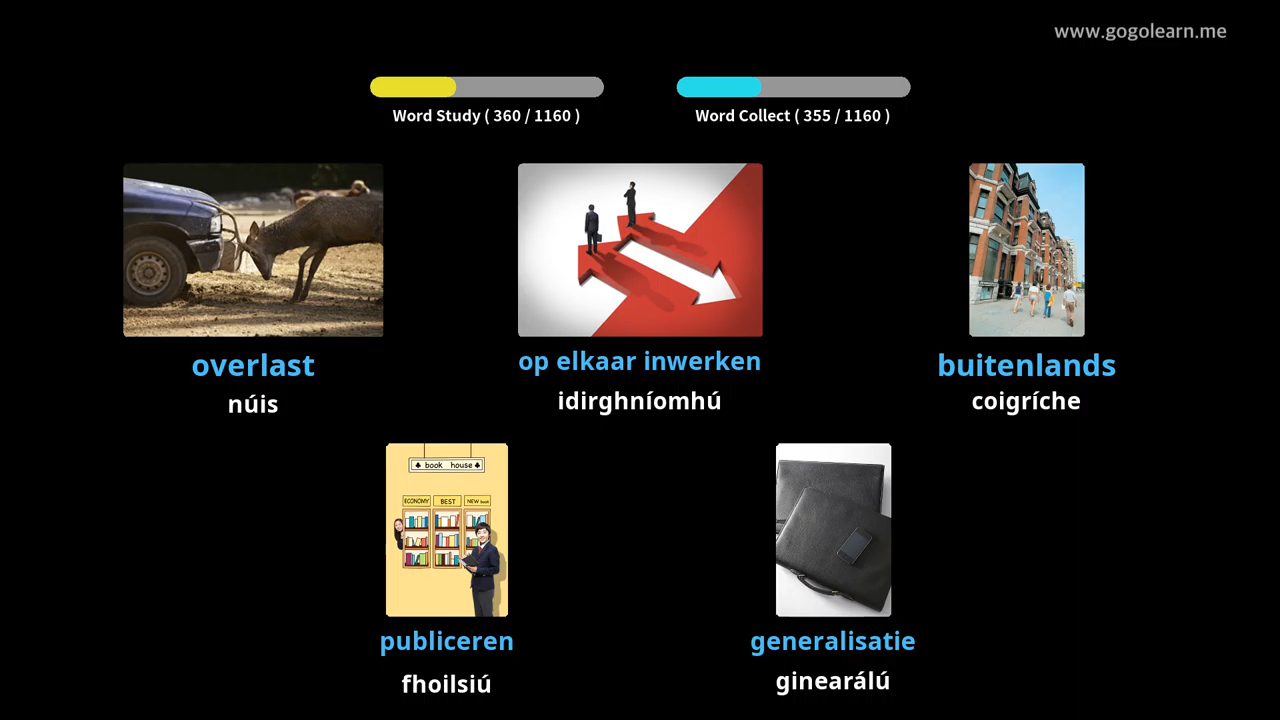 www.gogolearn.me
Word Study ( 360 / 1160 )
Word Collect ( 355 / 1160 )
overlast
núis
op elkaar inwerken
idirghníomhú
buitenlands
coigríche
♣ book house ♣
ECONOMY
BEST
NEW book
publiceren
fhoilsiú
generalisatie
ginearálú